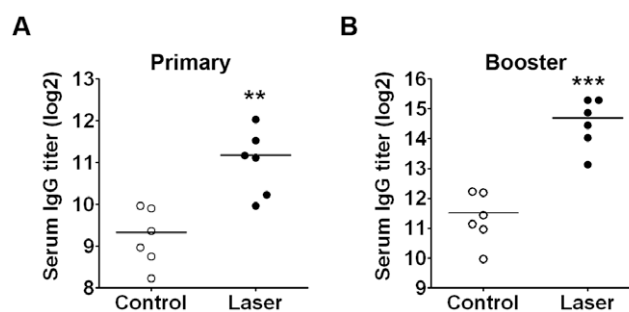 A
Primary
Serum IgG titer (log2)
13
12
11
10
9
8
**
Control
Laser
B
Booster
Serum IgG titer (log2)
16
15
14
13
12
11
10
9
***
Control
Laser